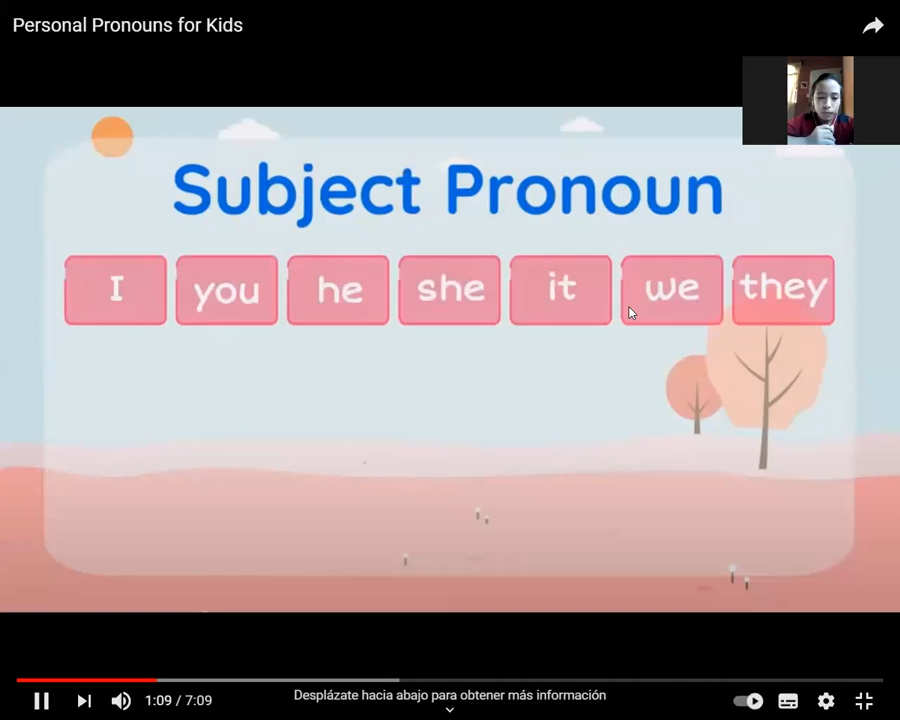 Personal Pronouns for Kids
Subject Pronoun
I you he she it we they
1:09 / 7:09
Desplázate hacia abajo para obtener más información